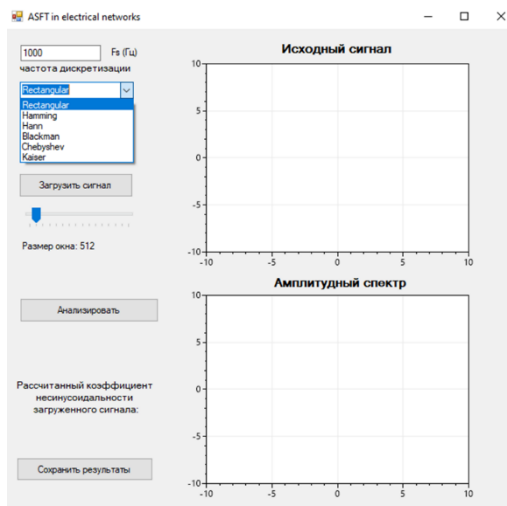 ASFT in electrical networks
1000 Fs (Гц)
частота дискретизации
Rectangular
Rectangular
Hamming
Hann
Blackman
Chebyshev
Kaiser
Загрузить сигнал
Размер окна: 512
Анализировать
Рассчитанный коэффициент
несинусоидальности
загруженного сигнала:
Сохранить результаты
Исходный сигнал
10
5
0
-5
-10
-10 -5 0 5 10
Амплитудный спектр
10
5
0
-5
-10
-10 -5 0 5 10